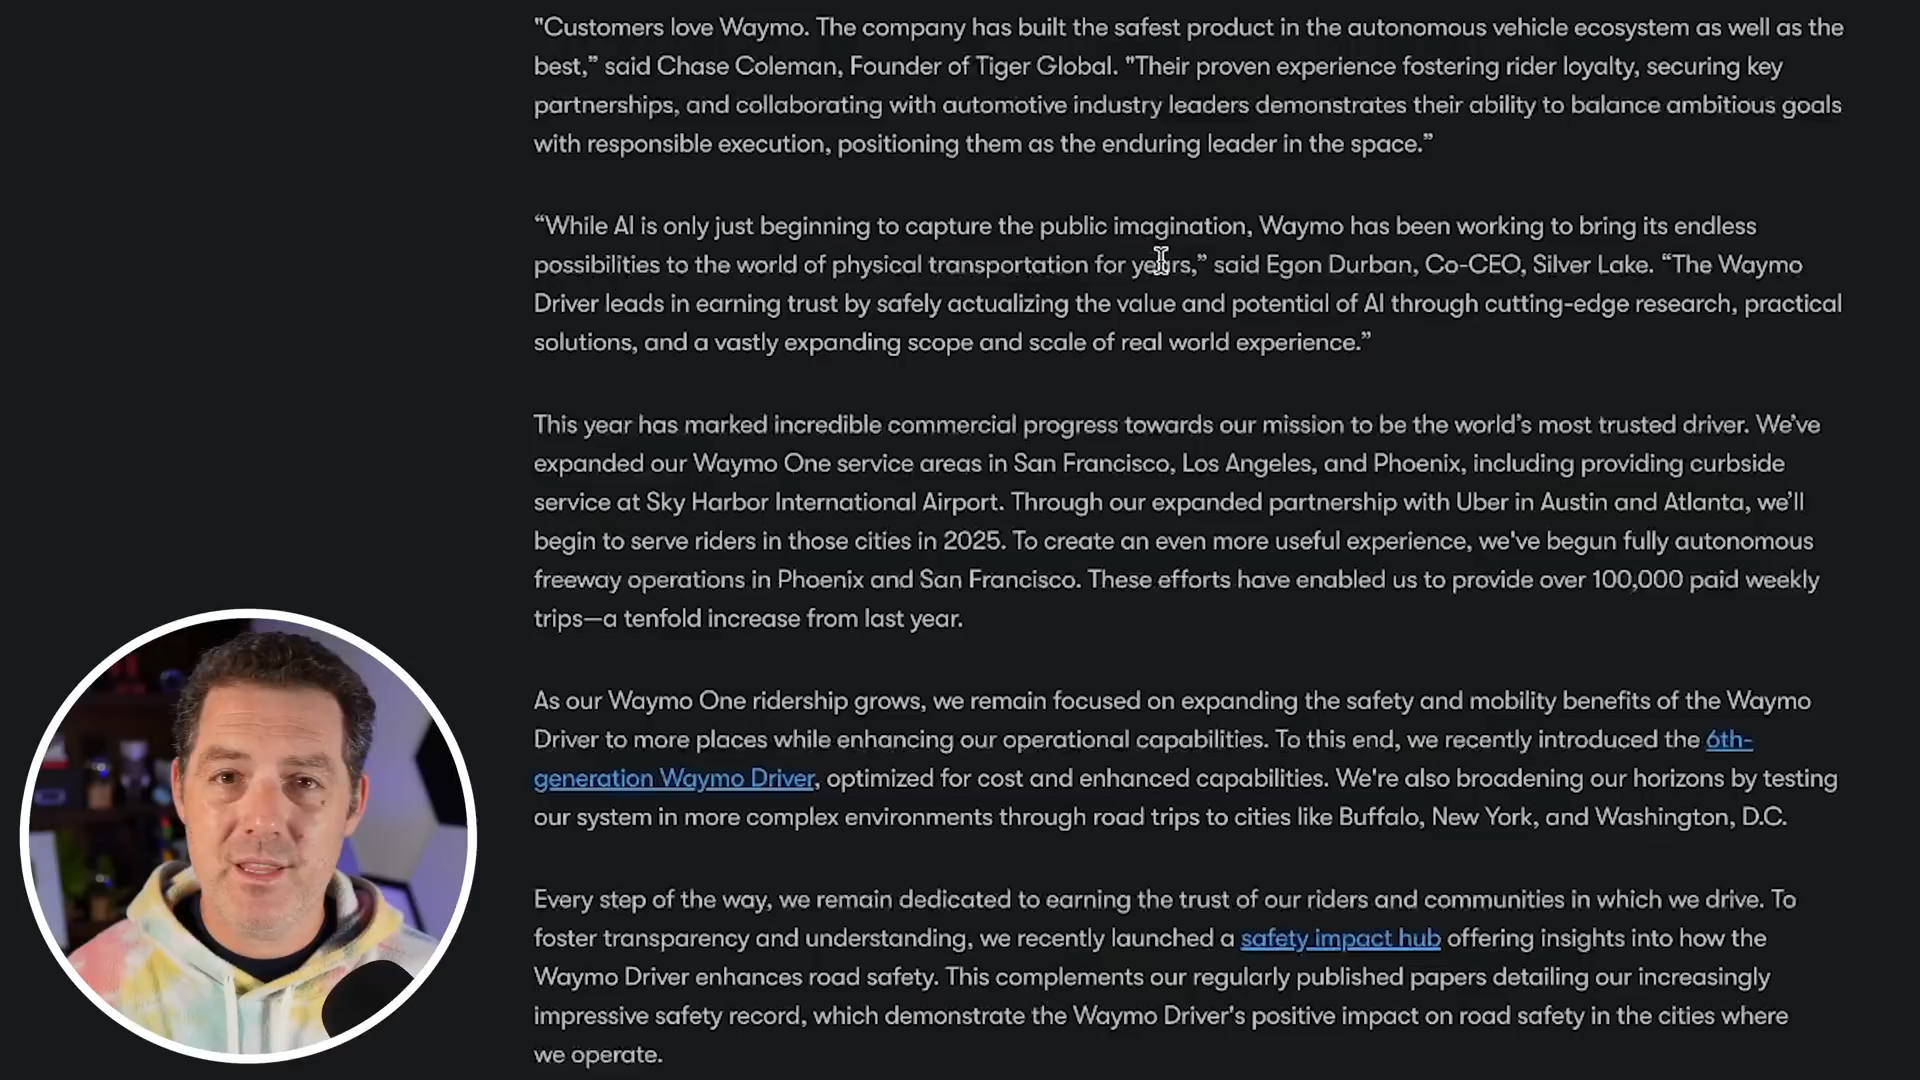 "Customers love Waymo. The company has built the safest product in the autonomous vehicle ecosystem as well as the
best,” said Chase Coleman, Founder of Tiger Global. "Their proven experience fostering rider loyalty, securing key
partnerships, and collaborating with automotive industry leaders demonstrates their ability to balance ambitious goals
with responsible execution, positioning them as the enduring leader in the space.”
“While AI is only just beginning to capture the public imagination, Waymo has been working to bring its endless
possibilities to the world of physical transportation for years,” said Egon Durban, Co-CEO, Silver Lake. “The Waymo
Driver leads in earning trust by safely actualizing the value and potential of AI through cutting-edge research, practical
solutions, and a vastly expanding scope and scale of real world experience.”
This year has marked incredible commercial progress towards our mission to be the world’s most trusted driver. We’ve
expanded our Waymo One service areas in San Francisco, Los Angeles, and Phoenix, including providing curbside
service at Sky Harbor International Airport. Through our expanded partnership with Uber in Austin and Atlanta, we’ll
begin to serve riders in those cities in 2025. To create an even more useful experience, we've begun fully autonomous
freeway operations in Phoenix and San Francisco. These efforts have enabled us to provide over 100,000 paid weekly
trips—a tenfold increase from last year.
As our Waymo One ridership grows, we remain focused on expanding the safety and mobility benefits of the Waymo
Driver to more places while enhancing our operational capabilities. To this end, we recently introduced the 6th-
generation Waymo Driver, optimized for cost and enhanced capabilities. We're also broadening our horizons by testing
our system in more complex environments through road trips to cities like Buffalo, New York, and Washington, D.C.
Every step of the way, we remain dedicated to earning the trust of our riders and communities in which we drive. To
foster transparency and understanding, we recently launched a safety impact hub offering insights into how the
Waymo Driver enhances road safety. This complements our regularly published papers detailing our increasingly
impressive safety record, which demonstrate the Waymo Driver's positive impact on road safety in the cities where
we operate.